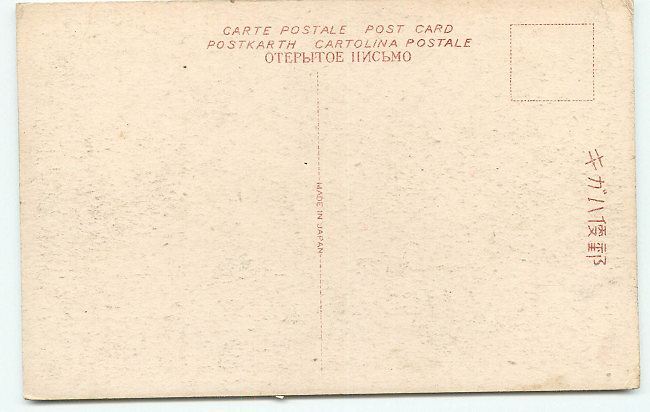 CARTE POSTALE POST CARD
POSTKARTH CARTOLINA POSTALE
ОТЕРЫТОЕ ПИСЬМО
MADE IN JAPAN
キガハ便郵